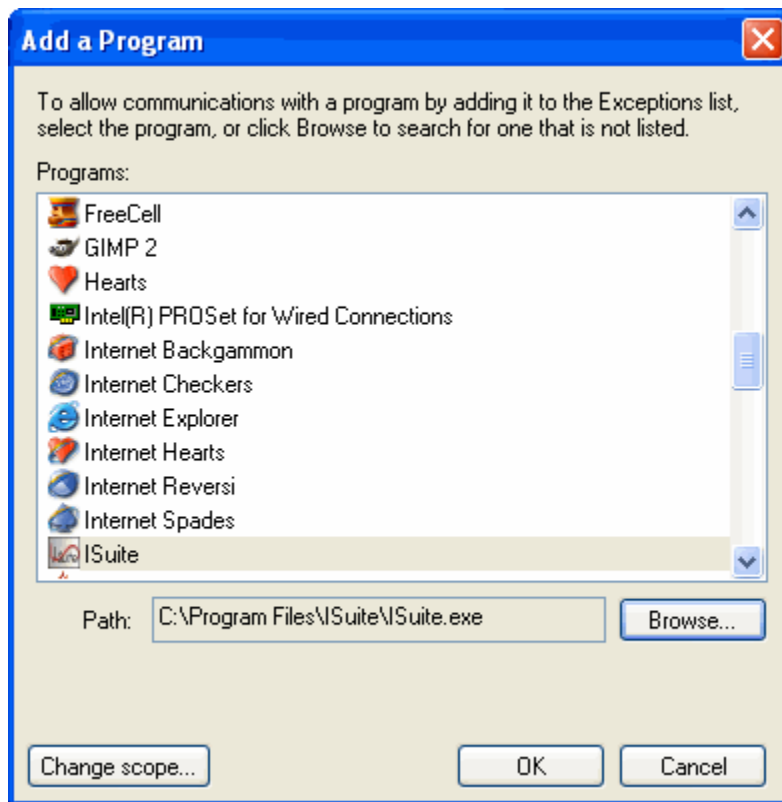 Add a Program
To allow communications with a program by adding it to the Exceptions list,
select the program, or click Browse to search for one that is not listed.
Programs:
FreeCell
GIMP 2
Hearts
Intel(R) PROSet for Wired Connections
Internet Backgammon
Internet Checkers
Internet Explorer
Internet Hearts
Internet Reversi
Internet Spades
ISuite
Path: C:\Program Files\ISuite\ISuite.exe Browse...
Change scope... OK Cancel